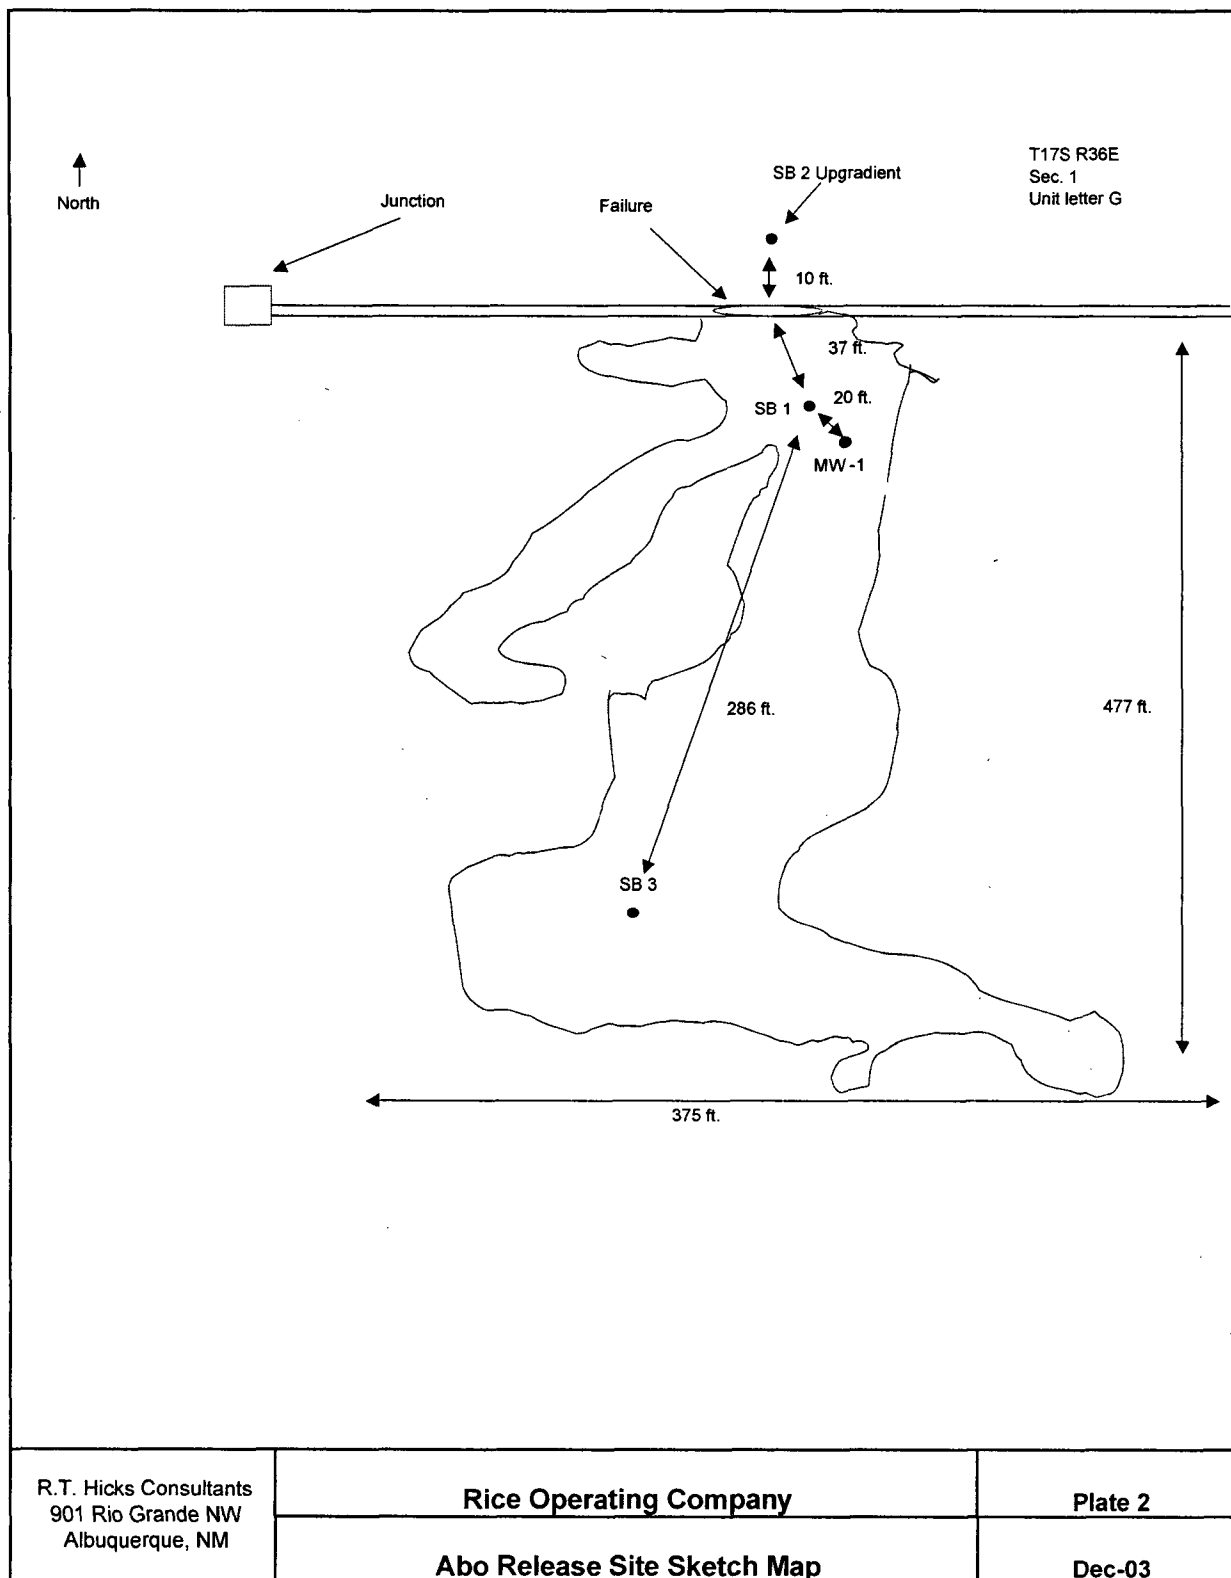 T17S R36E
Sec. 1
Unit letter G
SB 2 Upgradient
North
Junction
Failure
10 ft.
37 ft.
SB 1
20 ft.
MW -1
286 ft.
477 ft.
SB 3
375 ft.
R.T. Hicks Consultants
901 Rio Grande NW
Albuquerque, NM
Rice Operating Company
Plate 2
Abo Release Site Sketch Map
Dec-03